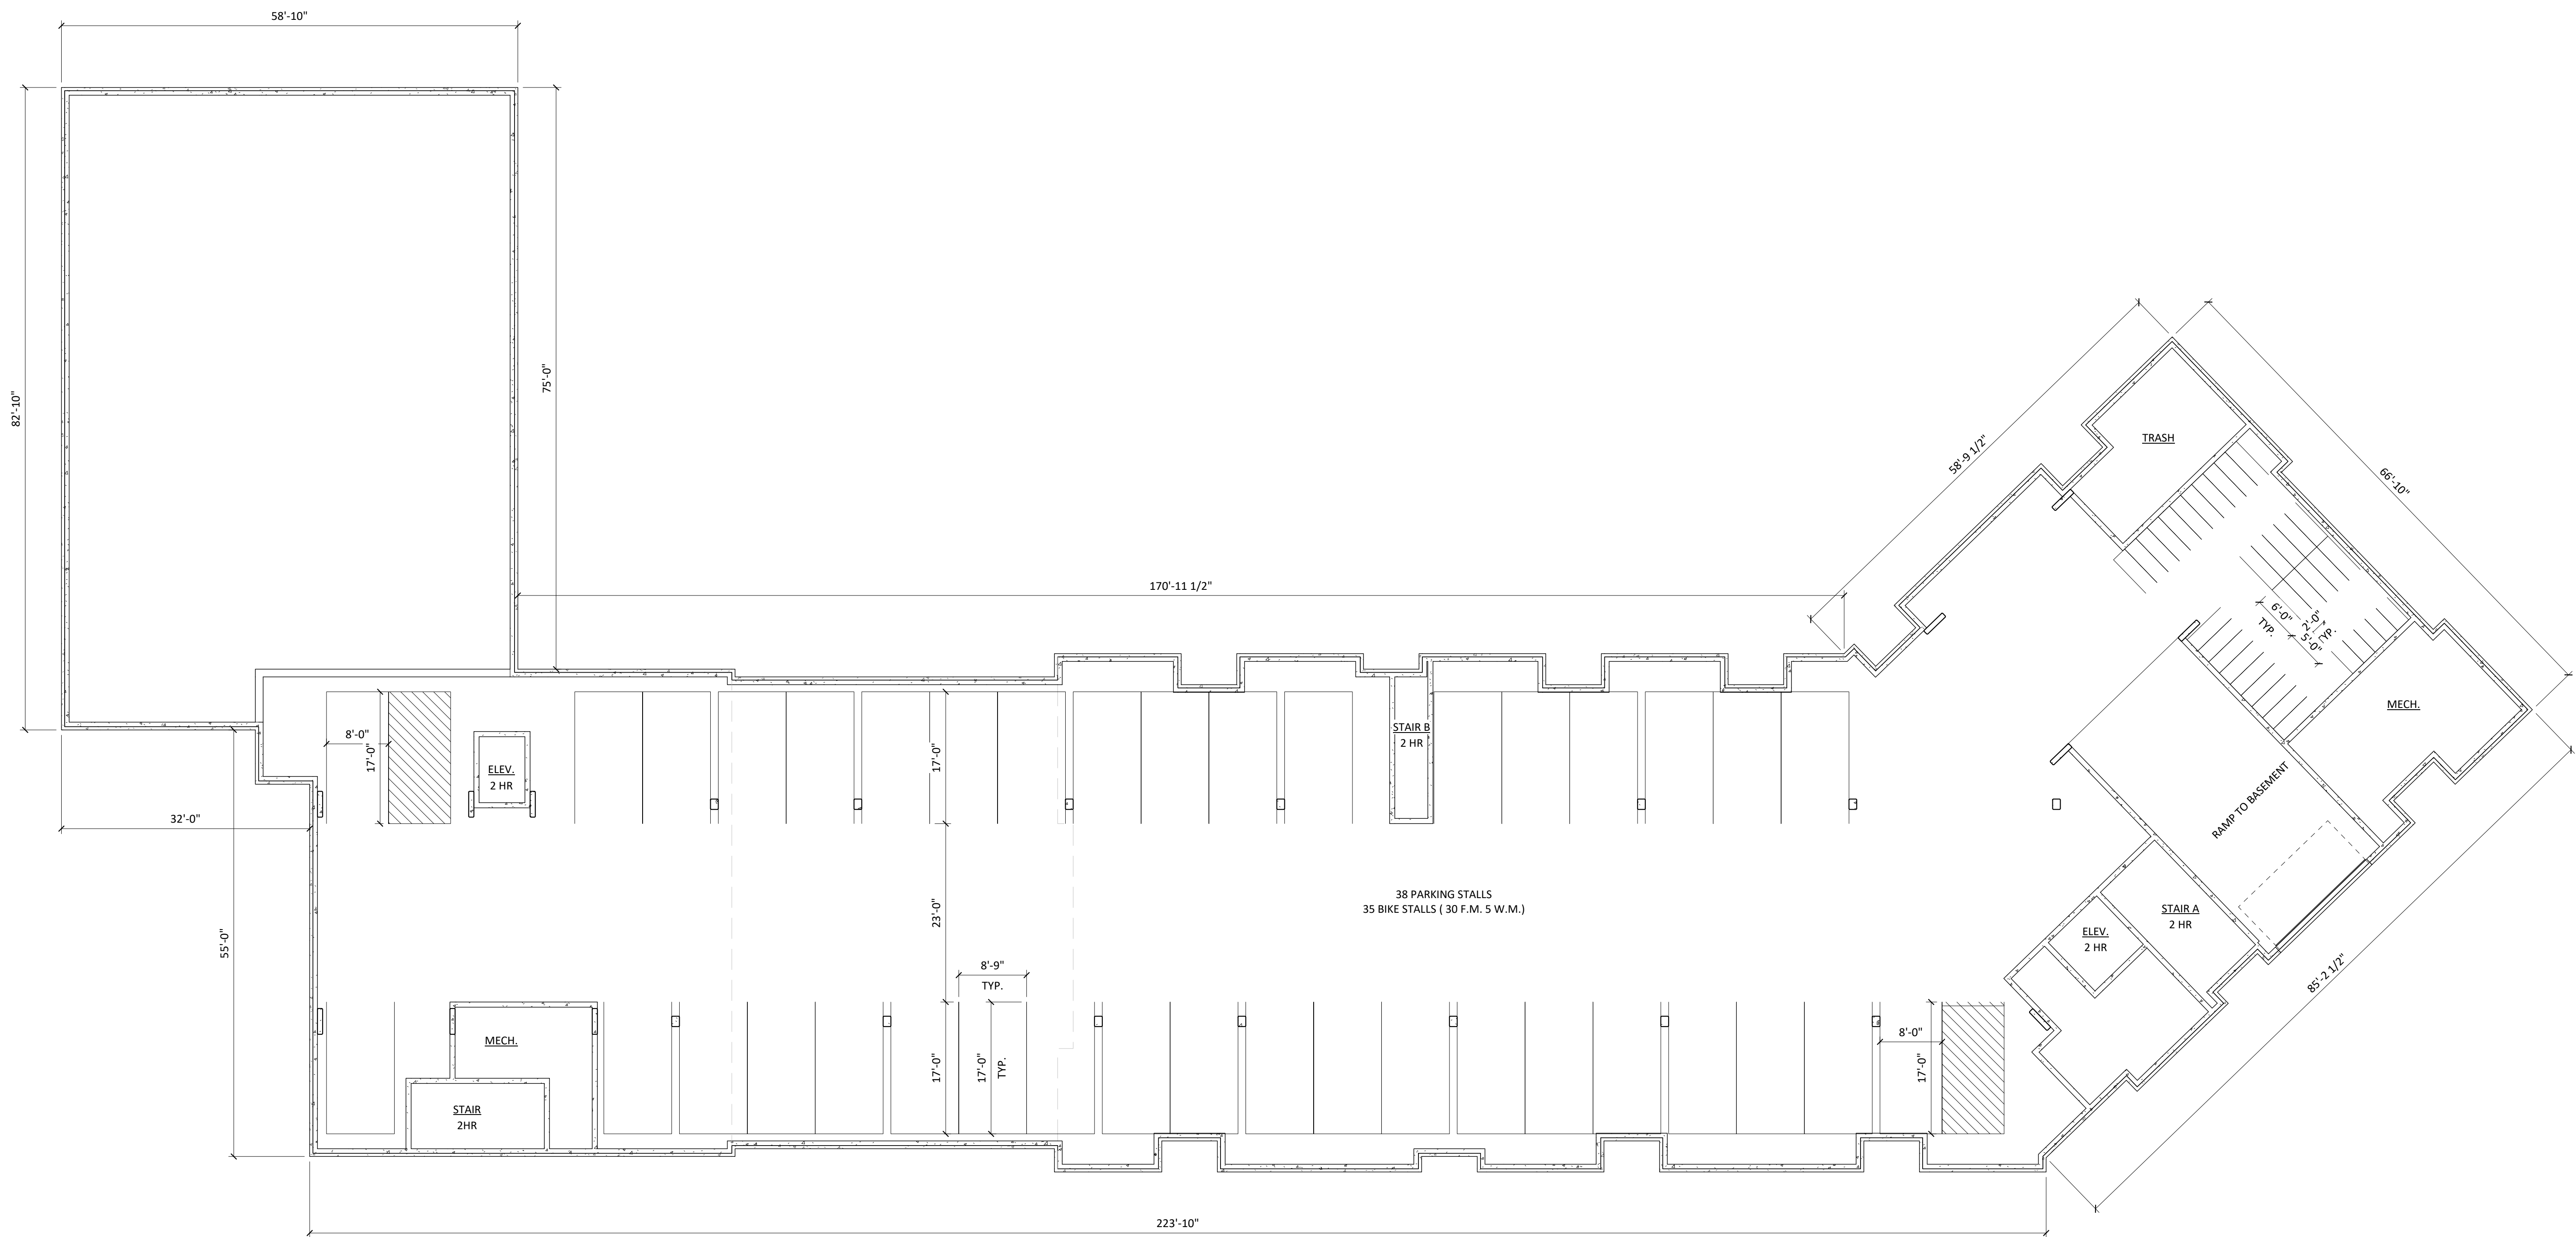 58'-10"
82'-10"
75'-0"
58'-9 1/2"
66'-10"
TRASH
170'-11 1/2"
6'-0"
TYP.
2'-0"
TYP.
5'-0"
MECH.
8'-0"
17'-0"
ELEV.
2 HR
17'-0"
STAIR B
2 HR
RAMP TO BASEMENT
32'-0"
55'-0"
23'-0"
38 PARKING STALLS
35 BIKE STALLS ( 30 F.M. 5 W.M.)
STAIR A
2 HR
ELEV.
2 HR
85'-2 1/2"
8'-9"
TYP.
MECH.
17'-0"
17'-0"
TYP.
8'-0"
17'-0"
STAIR
2HR
223'-10"